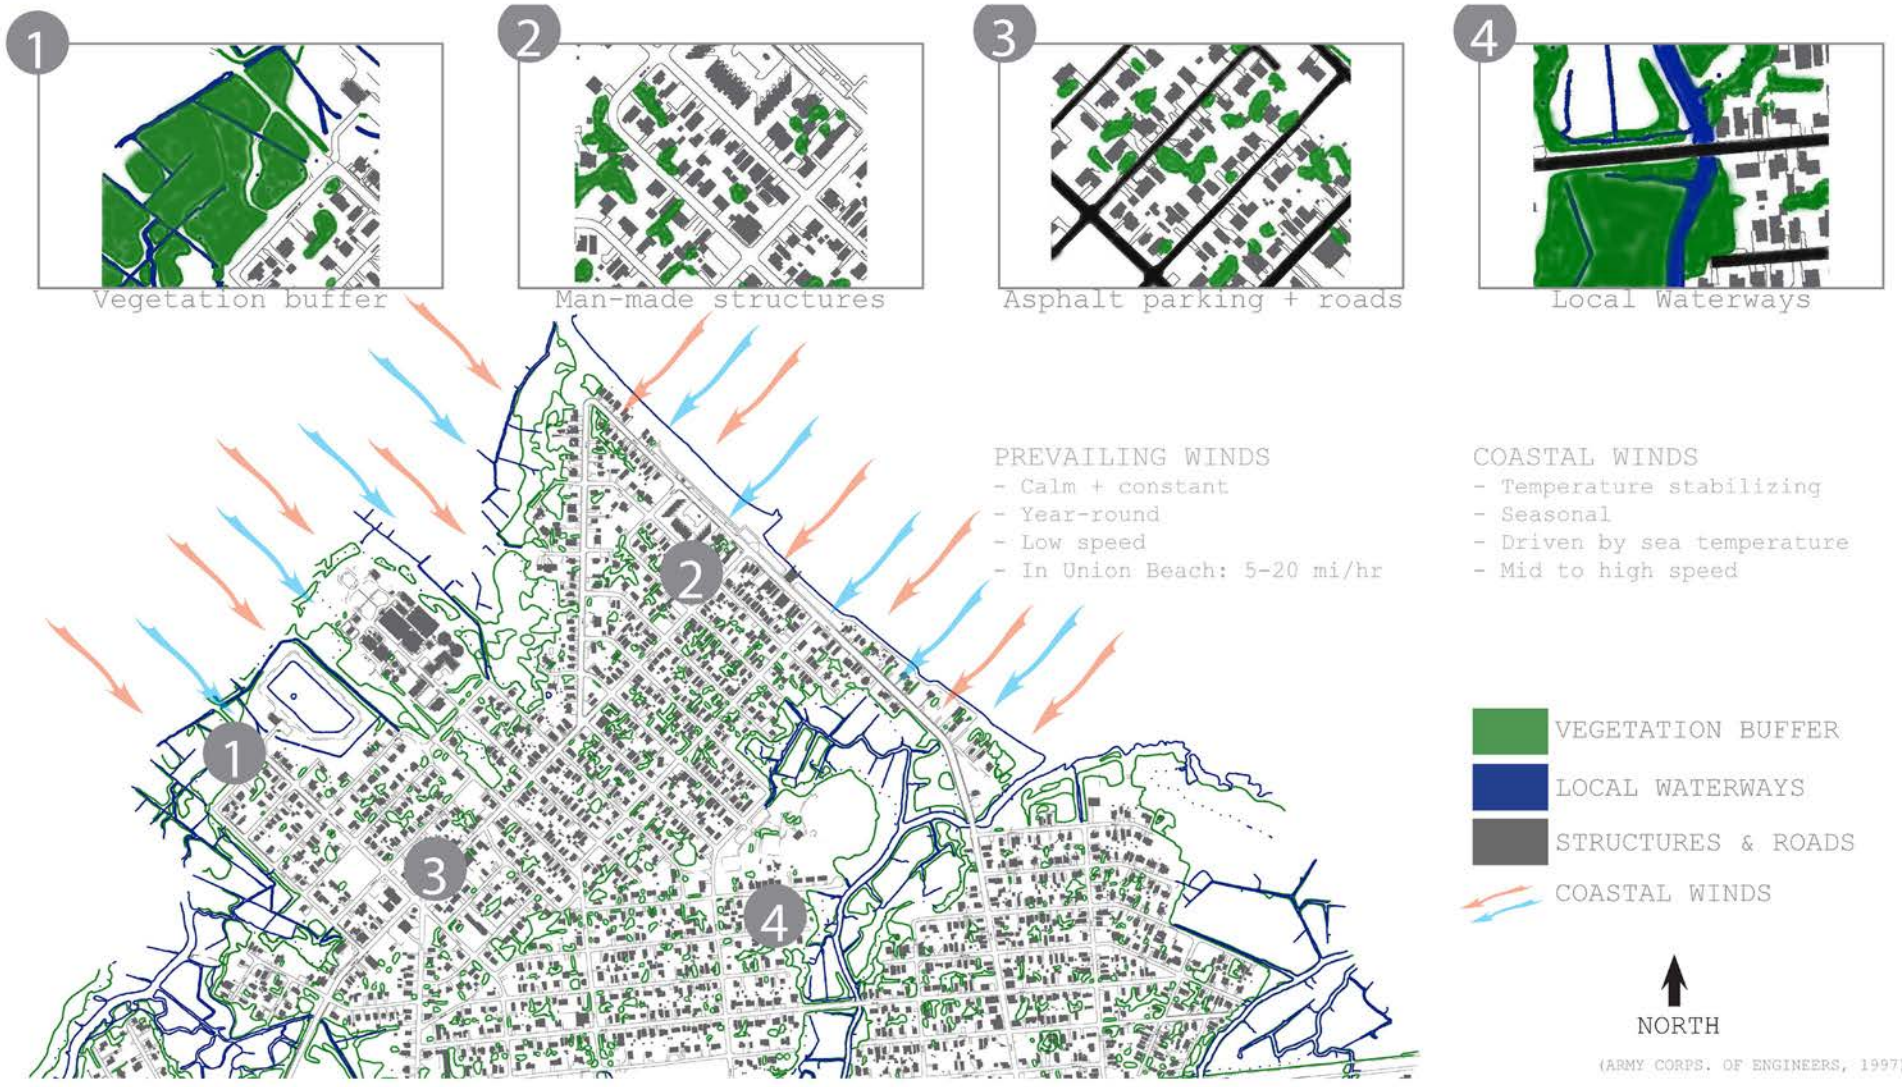 1
2
3
4
Vegetation buffer
Man-made structures
Asphalt parking + roads
Local Waterways
PREVAILING WINDS
- Calm + constant
- Year-round
- Low speed
- In Union Beach: 5-20 mi/hr
COASTAL WINDS
- Temperature stabilizing
- Seasonal
- Driven by sea temperature
- Mid to high speed
2
1
3
4
VEGETATION BUFFER
LOCAL WATERWAYS
STRUCTURES & ROADS
COASTAL WINDS
NORTH
(ARMY CORPS. OF ENGINEERS, 1997